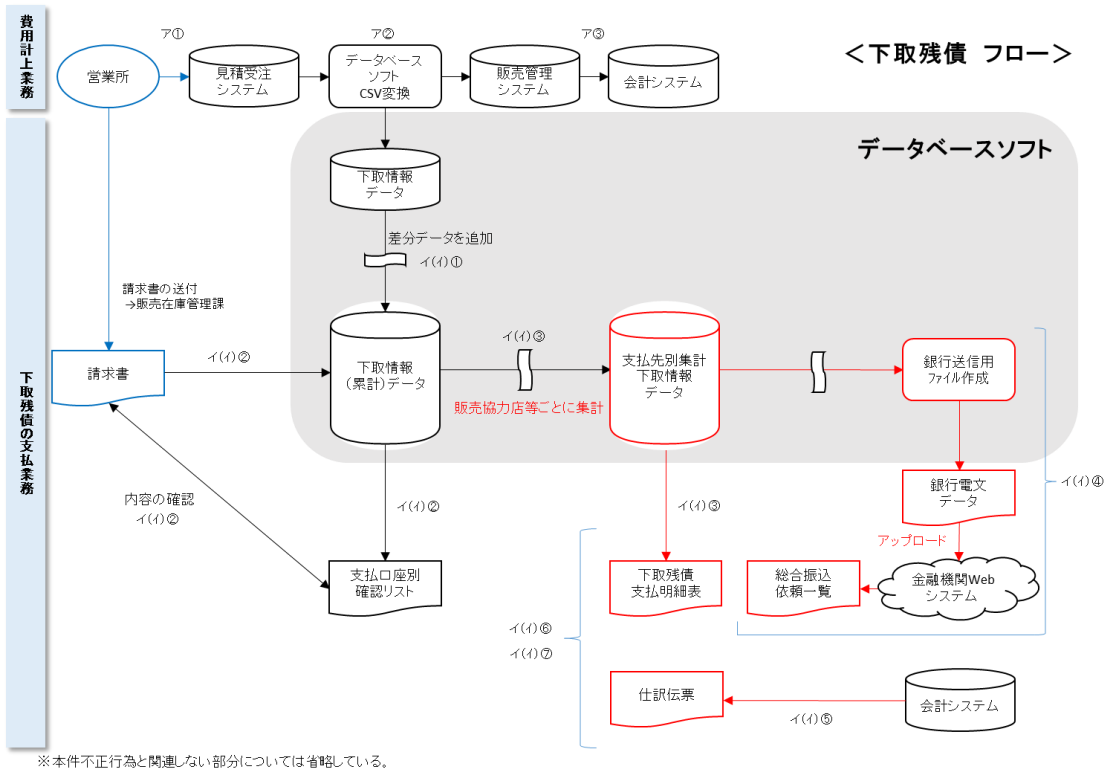 費用計上業務
ア①
ア②
ア③
<下取残債 フロー>
営業所
見積受注
システム
データベース
ソフト
CSV変換
販売管理
システム
会計システム
データベースソフト
下取情報
データ
差分データを追加
イ(イ)①
請求書の送付
→販売在庫管理課
下取残債の支払業務
請求書
イ(イ)②
下取情報
(累計)データ
イ(イ)③
販売協力店等ごとに集計
支払先別集計
下取情報
データ
銀行送信用
ファイル作成
内容の確認
イ(イ)②
イ(イ)②
イ(イ)③
銀行電文
データ
イ(イ)④
アップロード
支払口座別
確認リスト
下取残債
支払明細表
総合振込
依頼一覧
金融機関Web
システム
イ(イ)⑥
イ(イ)⑦
仕訳伝票
イ(イ)⑤
会計システム
※本件不正行為と関連しない部分については省略している。